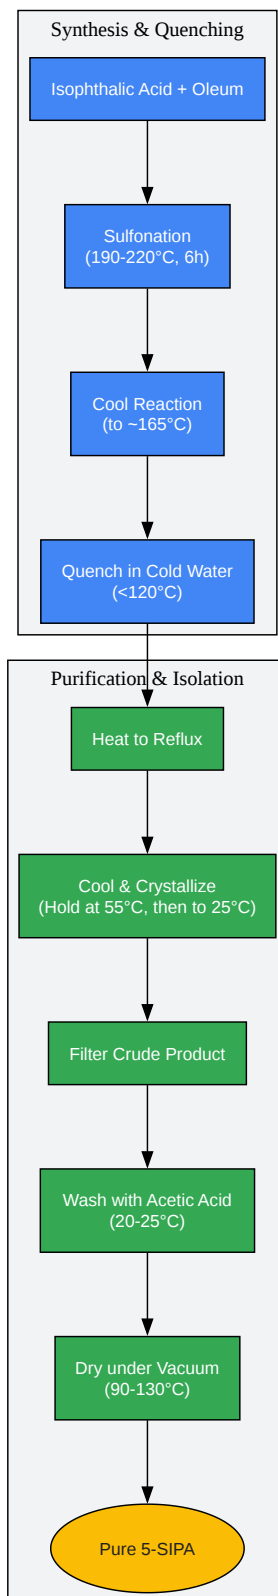 Synthesis & Quenching
Isophthalic Acid + Oleum
Sulfonation
(190-220°C, 6h)
Cool Reaction
(to ~165°C)
Quench in Cold Water
(<120°C)
Purification & Isolation
Heat to Reflux
Cool & Crystallize
(Hold at 55°C, then to 25°C)
Filter Crude Product
Wash with Acetic Acid
(20-25°C)
Dry under Vacuum
(90-130°C)
Pure 5-SIPA